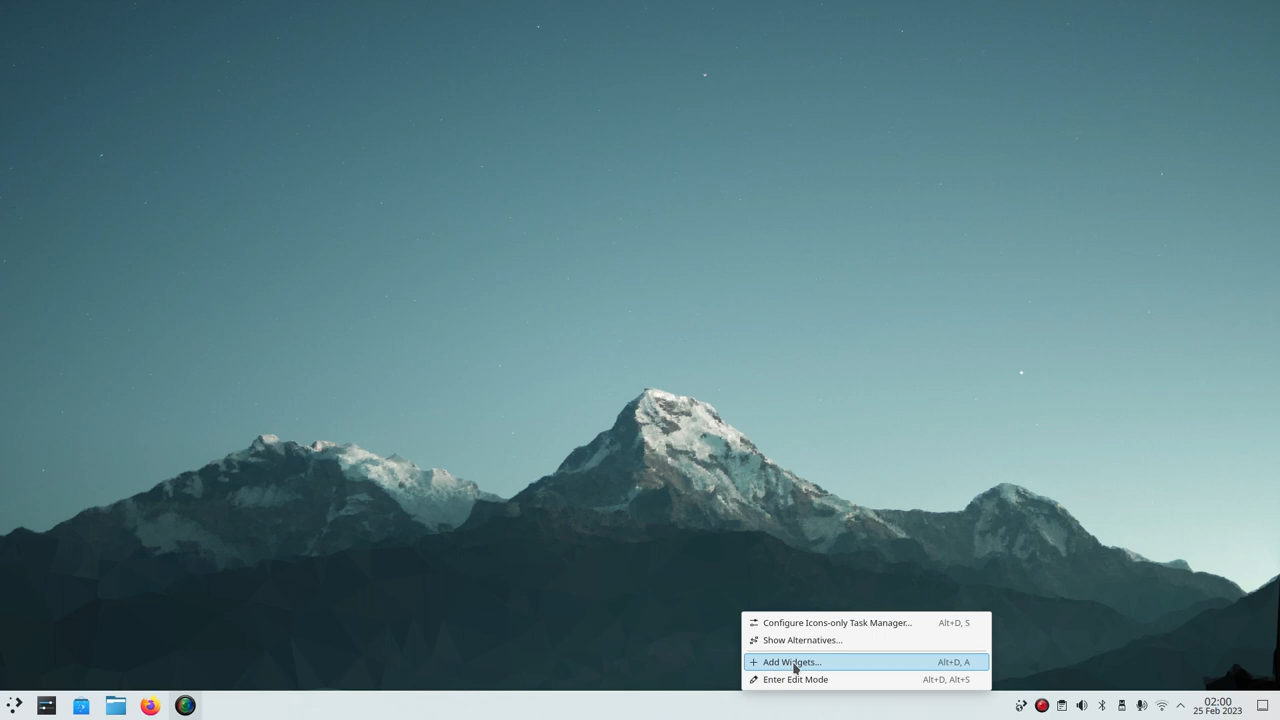 Configure Icons-only Task Manager... Alt+D, S
Show Alternatives...
Add Widgets... Alt+D, A
Enter Edit Mode Alt+D, Alt+S
02:00
25 Feb 2023